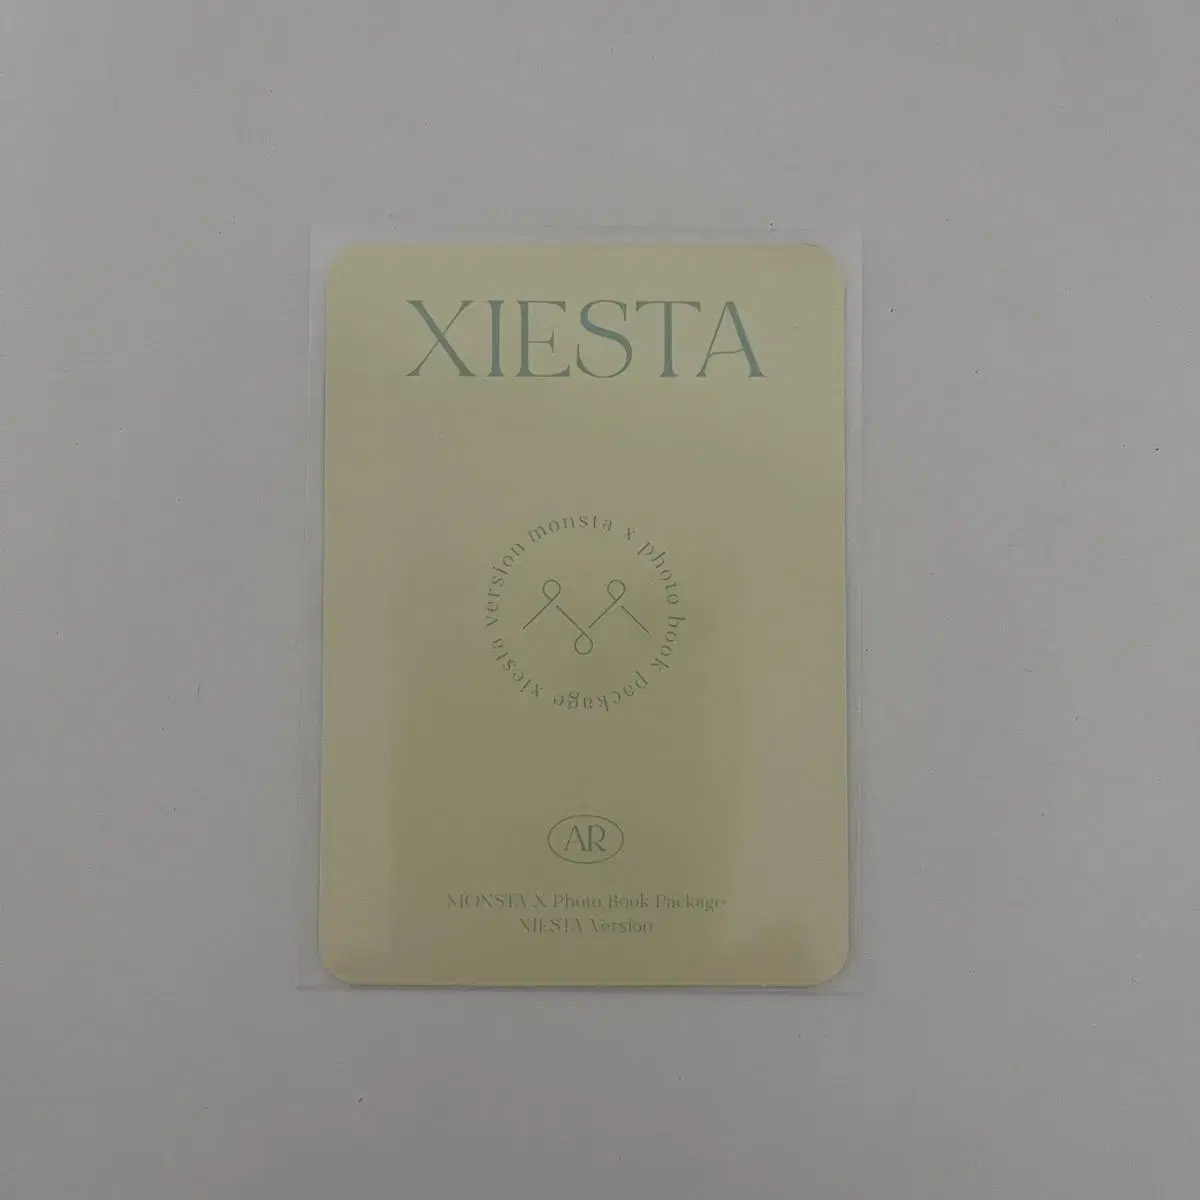 XIESTA
monsta x photo book package xiesta version
AR
MONSTA X Photo Book Package
XIESTA Version